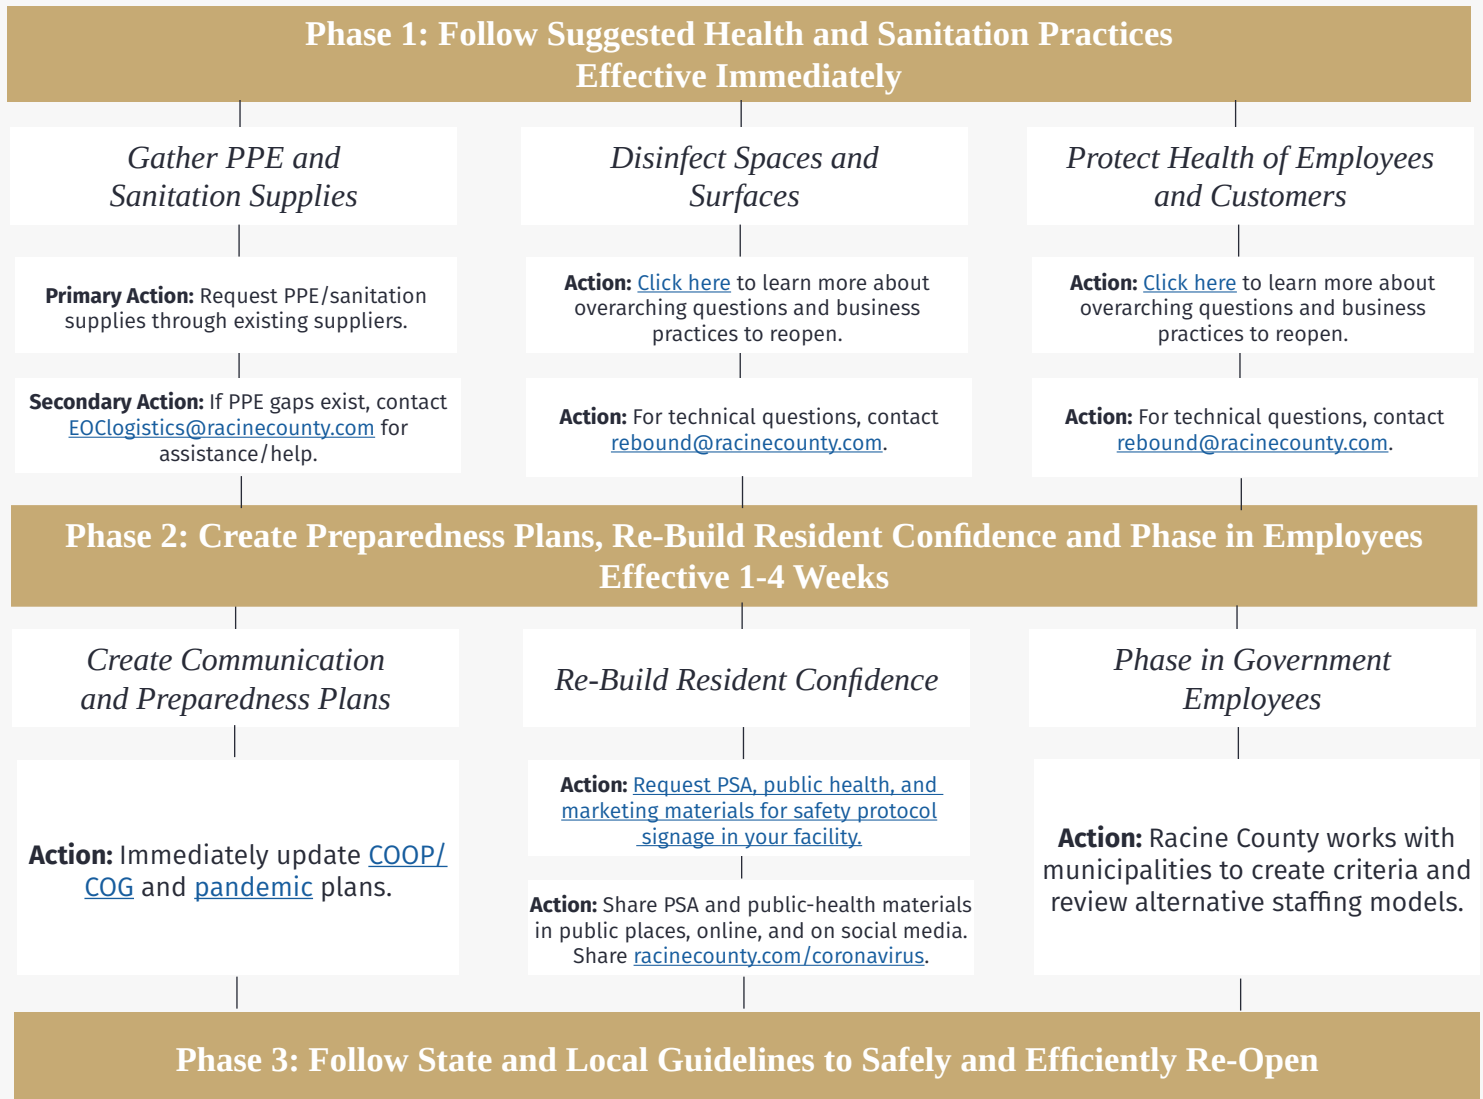 Phase 1: Follow Suggested Health and Sanitation Practices
Effective Immediately
Gather PPE and
Sanitation Supplies
Primary Action: Request PPE/sanitation
supplies through existing suppliers.
Secondary Action: If PPE gaps exist, contact
EOClogistics@racinecounty.com for
assistance/help.
Disinfect Spaces and
Surfaces
Action: Click here to learn more about
overarching questions and business
practices to reopen.
Action: For technical questions, contact
rebound@racinecounty.com.
Protect Health of Employees
and Customers
Action: Click here to learn more about
overarching questions and business
practices to reopen.
Action: For technical questions, contact
rebound@racinecounty.com.
Phase 2: Create Preparedness Plans, Re-Build Resident Confidence and Phase in Employees
Effective 1-4 Weeks
Create Communication
and Preparedness Plans
Action: Immediately update COOP/
COG and pandemic plans.
Re-Build Resident Confidence
Action: Request PSA, public health, and
marketing materials for safety protocol
signage in your facility.
Action: Share PSA and public-health materials
in public places, online, and on social media.
Share racinecounty.com/coronavirus.
Phase in Government
Employees
Action: Racine County works with
municipalities to create criteria and
review alternative staffing models.
Phase 3: Follow State and Local Guidelines to Safely and Efficiently Re-Open